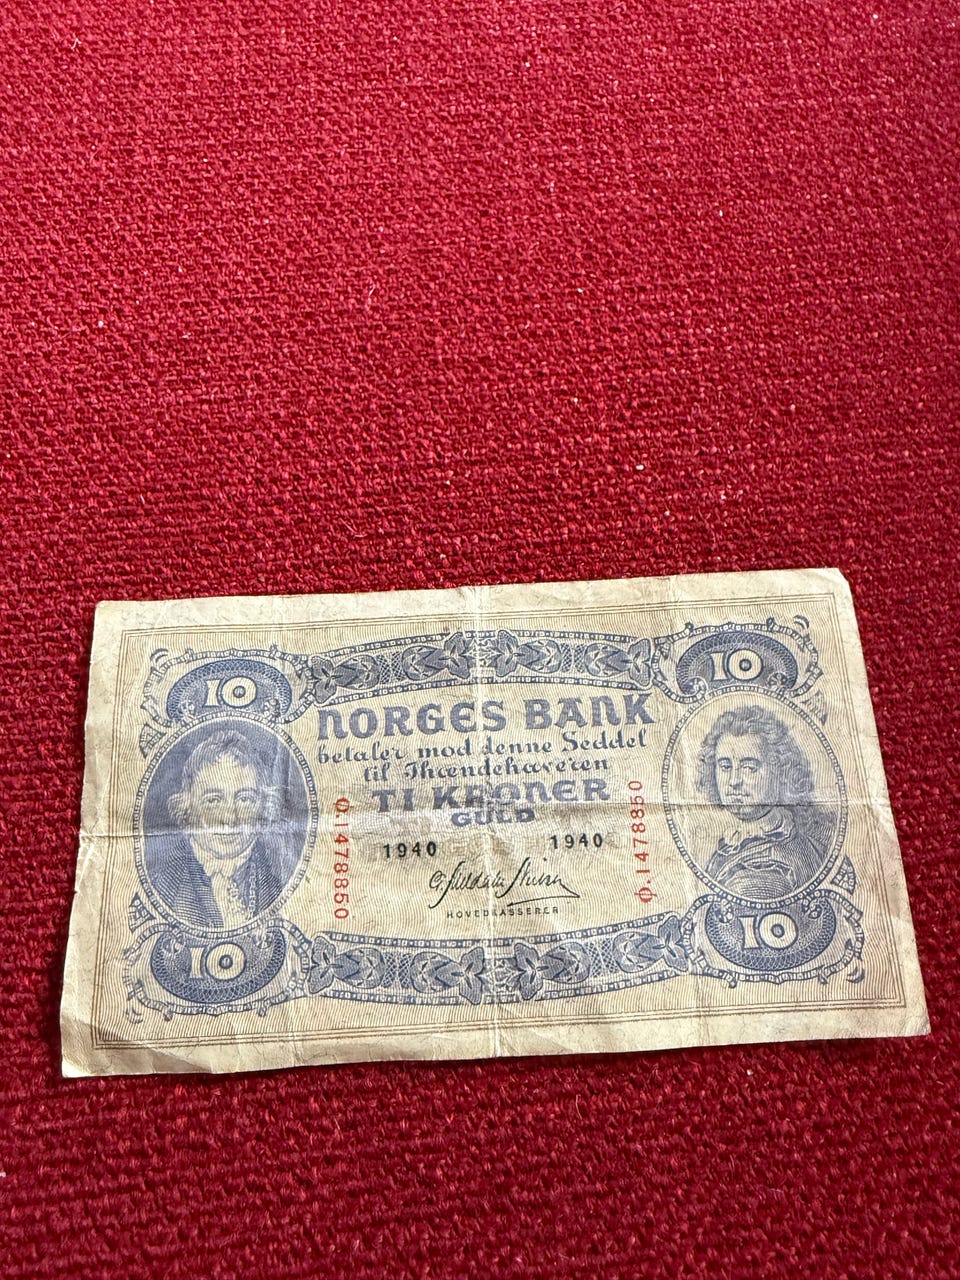 10 10
NORGES BANK
betaler mod denne Seddel
til Ihændehaveren
TI KRONER
GULD
1940 1940
HOVEDKASSERER
Φ.1478850 Φ.1478850
10 10